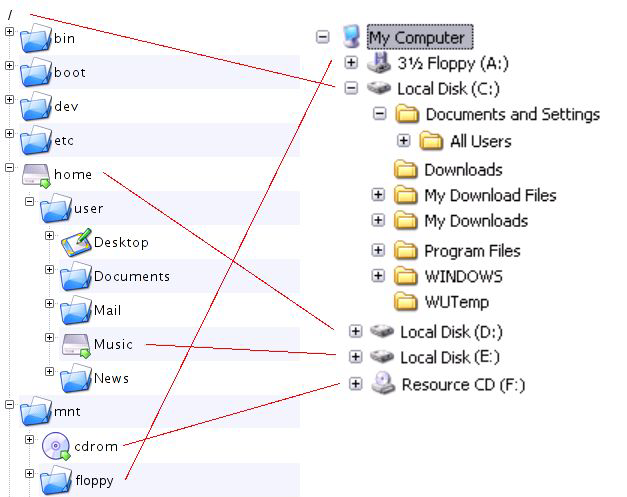 /
bin
boot
dev
etc
home
user
Desktop
Documents
Mail
Music
News
mnt
cdrom
floppy
My Computer
3½ Floppy (A:)
Local Disk (C:)
Documents and Settings
All Users
Downloads
My Download Files
My Downloads
Program Files
WINDOWS
WUTemp
Local Disk (D:)
Local Disk (E:)
Resource CD (F:)